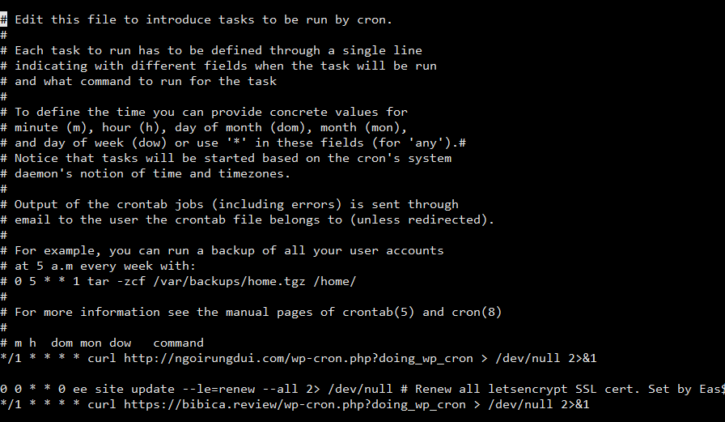 # Edit this file to introduce tasks to be run by cron.
#
# Each task to run has to be defined through a single line
# indicating with different fields when the task will be run
# and what command to run for the task
#
# To define the time you can provide concrete values for
# minute (m), hour (h), day of month (dom), month (mon),
# and day of week (dow) or use '*' in these fields (for 'any').#
# Notice that tasks will be started based on the cron's system
# daemon's notion of time and timezones.
#
# Output of the crontab jobs (including errors) is sent through
# email to the user the crontab file belongs to (unless redirected).
#
# For example, you can run a backup of all your user accounts
# at 5 a.m every week with:
# 0 5 * * 1 tar -zcf /var/backups/home.tgz /home/
#
# For more information see the manual pages of crontab(5) and cron(8)
#
# m h  dom mon dow   command
*/1 * * * * curl http://ngoirungdui.com/wp-cron.php?doing_wp_cron > /dev/null 2>&1
0 0 * * 0 ee site update --le=renew --all 2> /dev/null # Renew all letsencrypt SSL cert. Set by Eas$
*/1 * * * * curl https://bibica.review/wp-cron.php?doing_wp_cron > /dev/null 2>&1